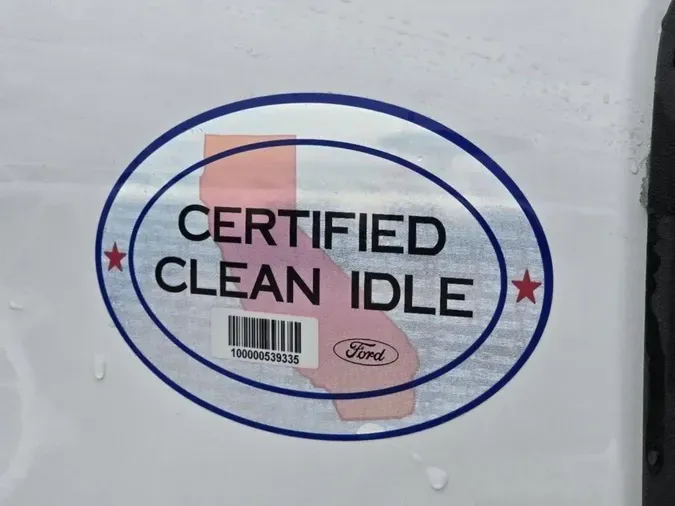 CERTIFIED
CLEAN IDLE
100000539335
Ford